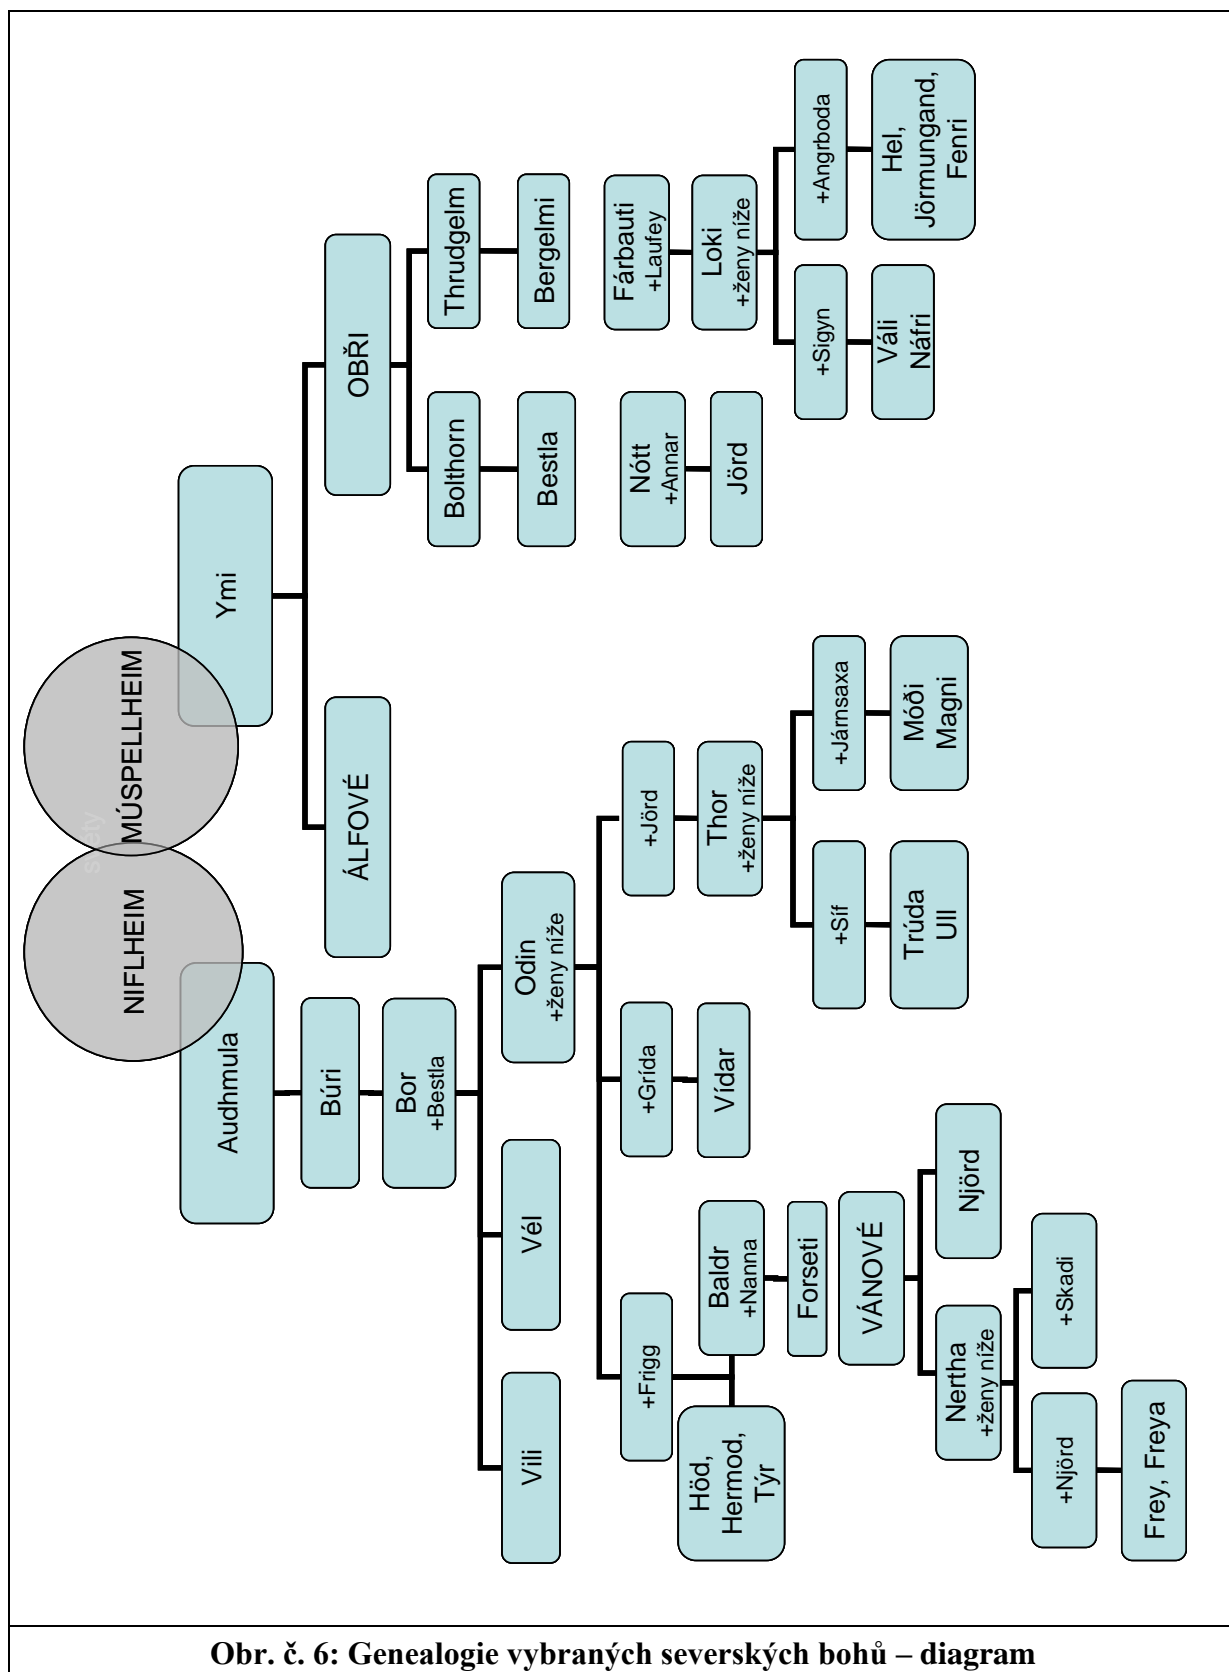 NIFLHEIM
MÚSPELLHEIM
světy
Audhmula
Ymi
Búri
ÁLFOVÉ
OBŘI
Bor
+Bestla
Bolthorn
Thrudgelm
Vili
Vél
Odin
+ženy níže
Bestla
Bergelmi
+Frigg
+Grída
+Jörd
Nótt
+Annar
Fárbauti
+Laufey
Höd,
Hermod,
Týr
Baldr
+Nanna
Vídar
Thor
+ženy níže
Jörd
Loki
+ženy níže
Forseti
+Síf
+Járnsaxa
+Sigyn
+Angrboda
VÁNOVÉ
Trúda
Ull
Móði
Magni
Váli
Náfri
Hel,
Jörmungand,
Fenri
Nertha
+ženy níže
Njörd
+Njörd
+Skadi
Frey, Freya
Obr. č. 6: Genealogie vybraných severských bohů – diagram